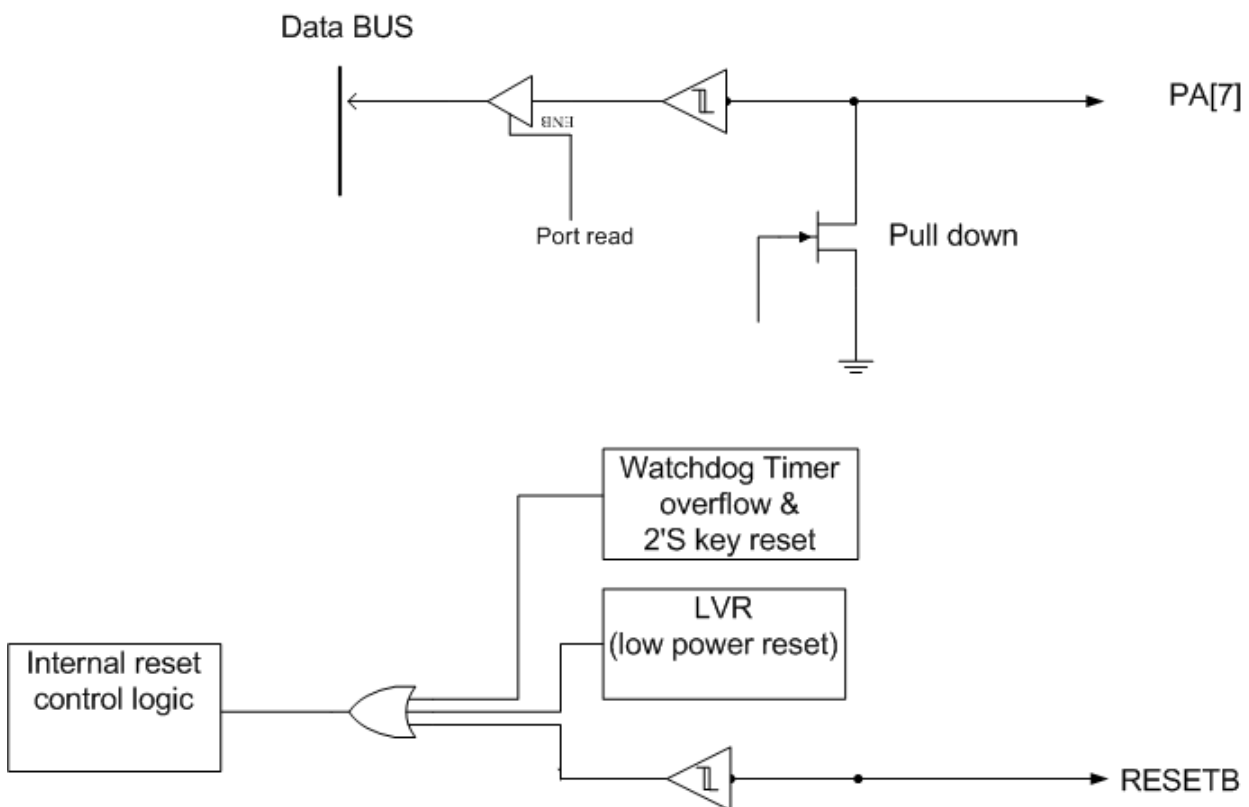 Data BUS
PA[7]
ENB
Port read
Pull down
Watchdog Timer
overflow &
2'S key reset
LVR
(low power reset)
Internal reset
control logic
RESETB